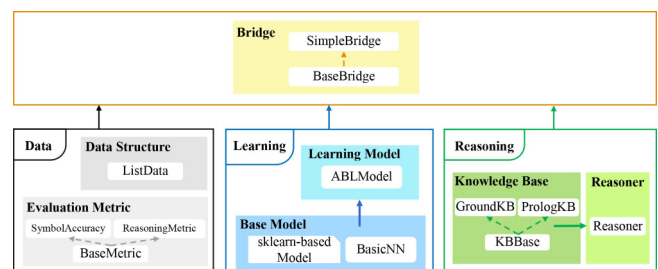 Bridge
SimpleBridge
BaseBridge
Data
Data Structure
ListData
Evaluation Metric
SymbolAccuracy
ReasoningMetric
BaseMetric
Learning
Learning Model
ABLModel
Base Model
sklearn-based
Model
BasicNN
Reasoning
Knowledge Base
GroundKB
PrologKB
KBBase
Reasoner
Reasoner